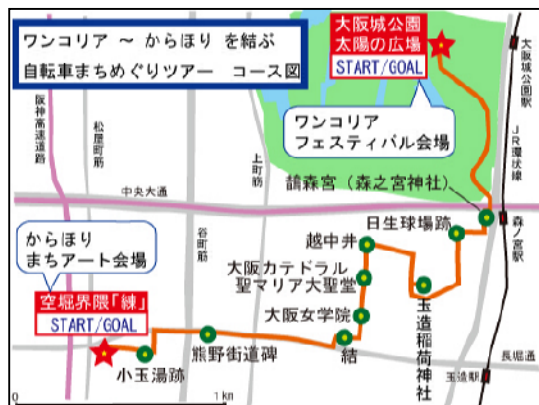 ワンコリア ～ からほり を結ぶ
自転車まちめぐりツアー コース図
大阪城公園
太陽の広場
START/GOAL
大阪城公園駅
ワンコリア
フェスティバル会場
阪神高速道路
松屋町筋
谷町筋
上町筋
JR環状線
中央大通
鵲森宮（森之宮神社）
森ノ宮駅
日生球場跡
越中井
からほり
まちアート会場
大阪カテドラル
聖マリア大聖堂
玉造稲荷神社
空堀界隈「練」
START/GOAL
大阪女学院
結
熊野街道碑
小玉湯跡
長堀通
玉造駅
0
1 km